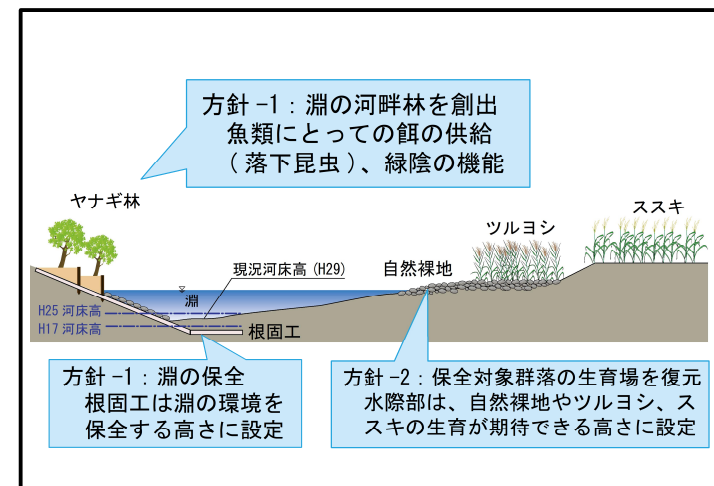 方針-1：淵の河畔林を創出
魚類にとっての餌の供給
（落下昆虫）、緑陰の機能
ヤナギ林
ススキ
ツルヨシ
現況河床高(H29)
自然裸地
淵
H25 河床高
H17 河床高
根固工
方針-1：淵の保全
根固工は淵の環境を
保全する高さに設定
方針-2：保全対象群落の生育場を復元
水際部は、自然裸地やツルヨシ、ス
スキの生育が期待できる高さに設定